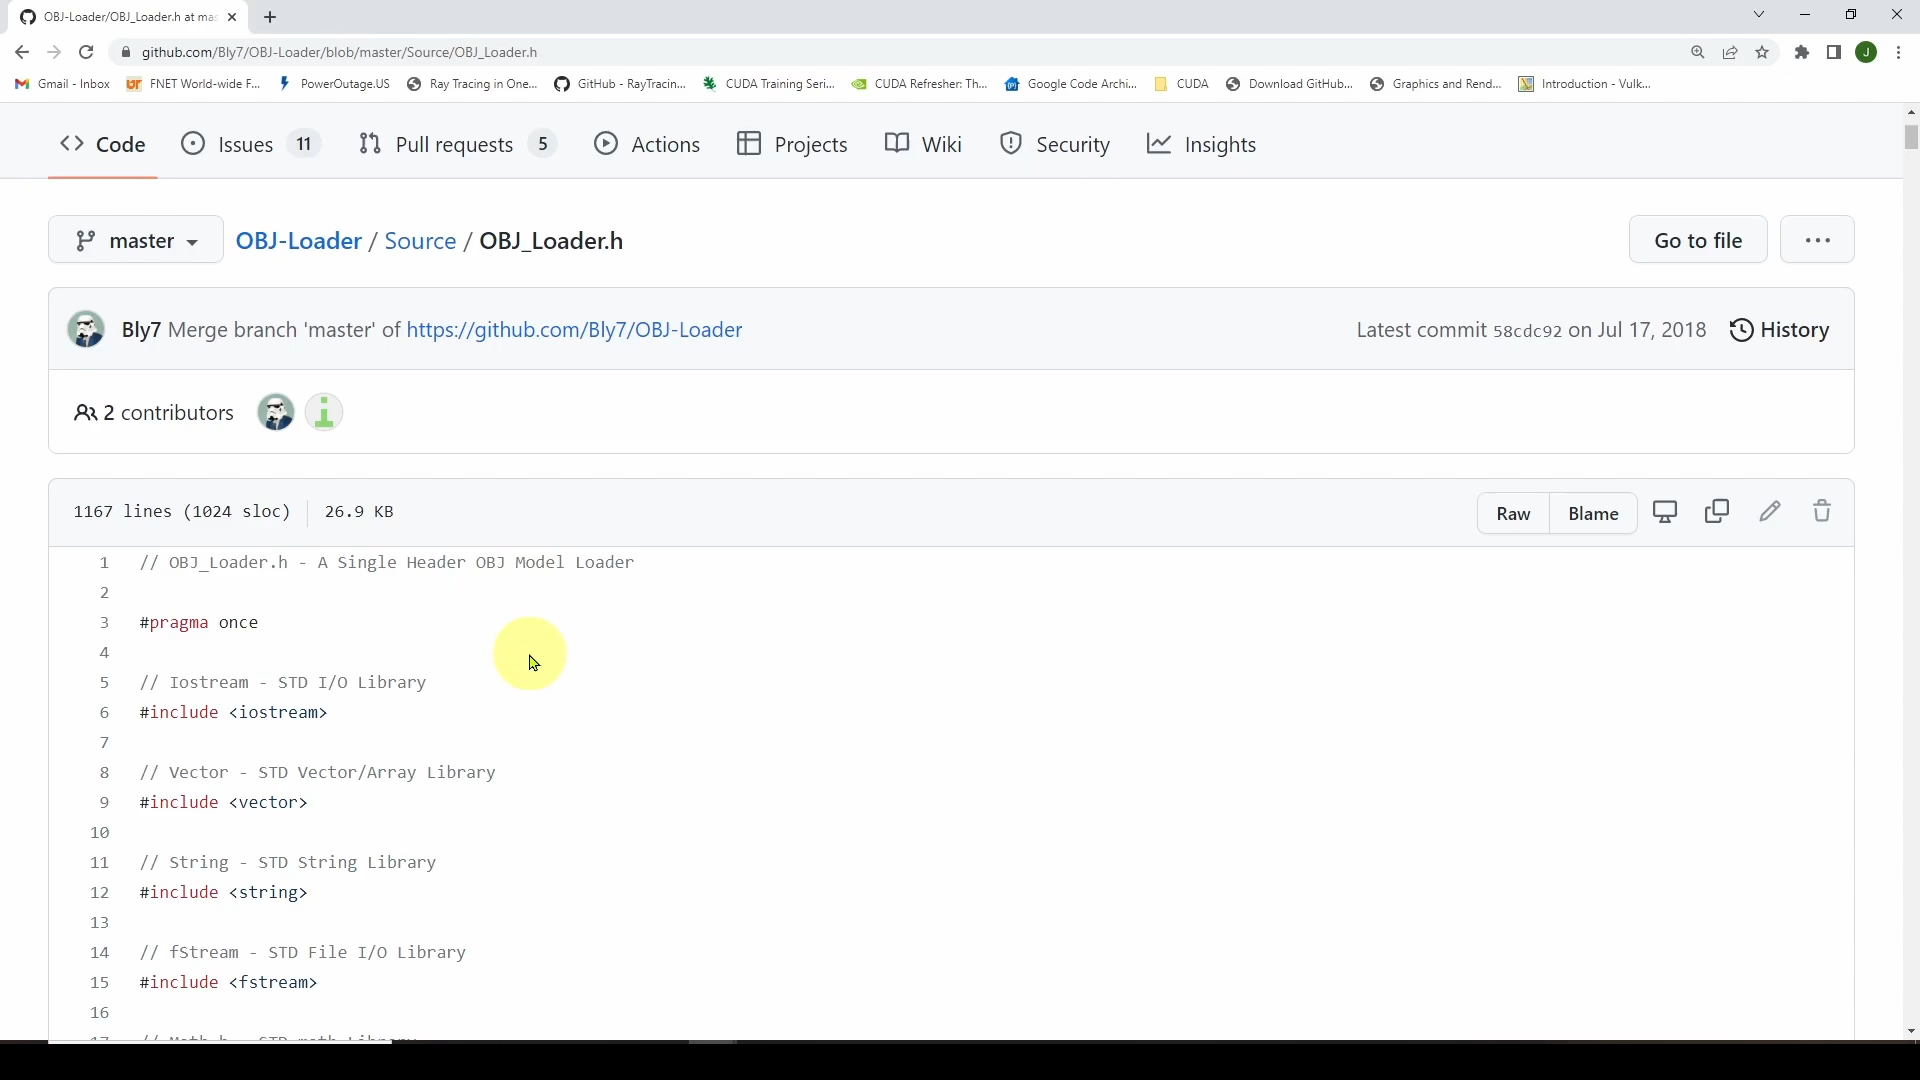 OBJ-Loader/OBJ_Loader.h at mas
github.com/Bly7/OBJ-Loader/blob/master/Source/OBJ_Loader.h
J
Gmail - Inbox FNET World-wide F... PowerOutage.US Ray Tracing in One... GitHub - RayTracin... CUDA Training Seri... CUDA Refresher: Th... Google Code Archi... CUDA Download GitHub... Graphics and Rend... Introduction - Vulk...
Code Issues 11 Pull requests 5 Actions Projects Wiki Security Insights
master OBJ-Loader / Source / OBJ_Loader.h Go to file
Bly7 Merge branch 'master' of https://github.com/Bly7/OBJ-Loader Latest commit 58cdc92 on Jul 17, 2018 History
2 contributors
1167 lines (1024 sloc) 26.9 KB Raw Blame
1 // OBJ_Loader.h - A Single Header OBJ Model Loader
2
3 #pragma once
4
5 // Iostream - STD I/O Library
6 #include <iostream>
7
8 // Vector - STD Vector/Array Library
9 #include <vector>
10
11 // String - STD String Library
12 #include <string>
13
14 // fStream - STD File I/O Library
15 #include <fstream>
16
17 // Math.h - STD math Library